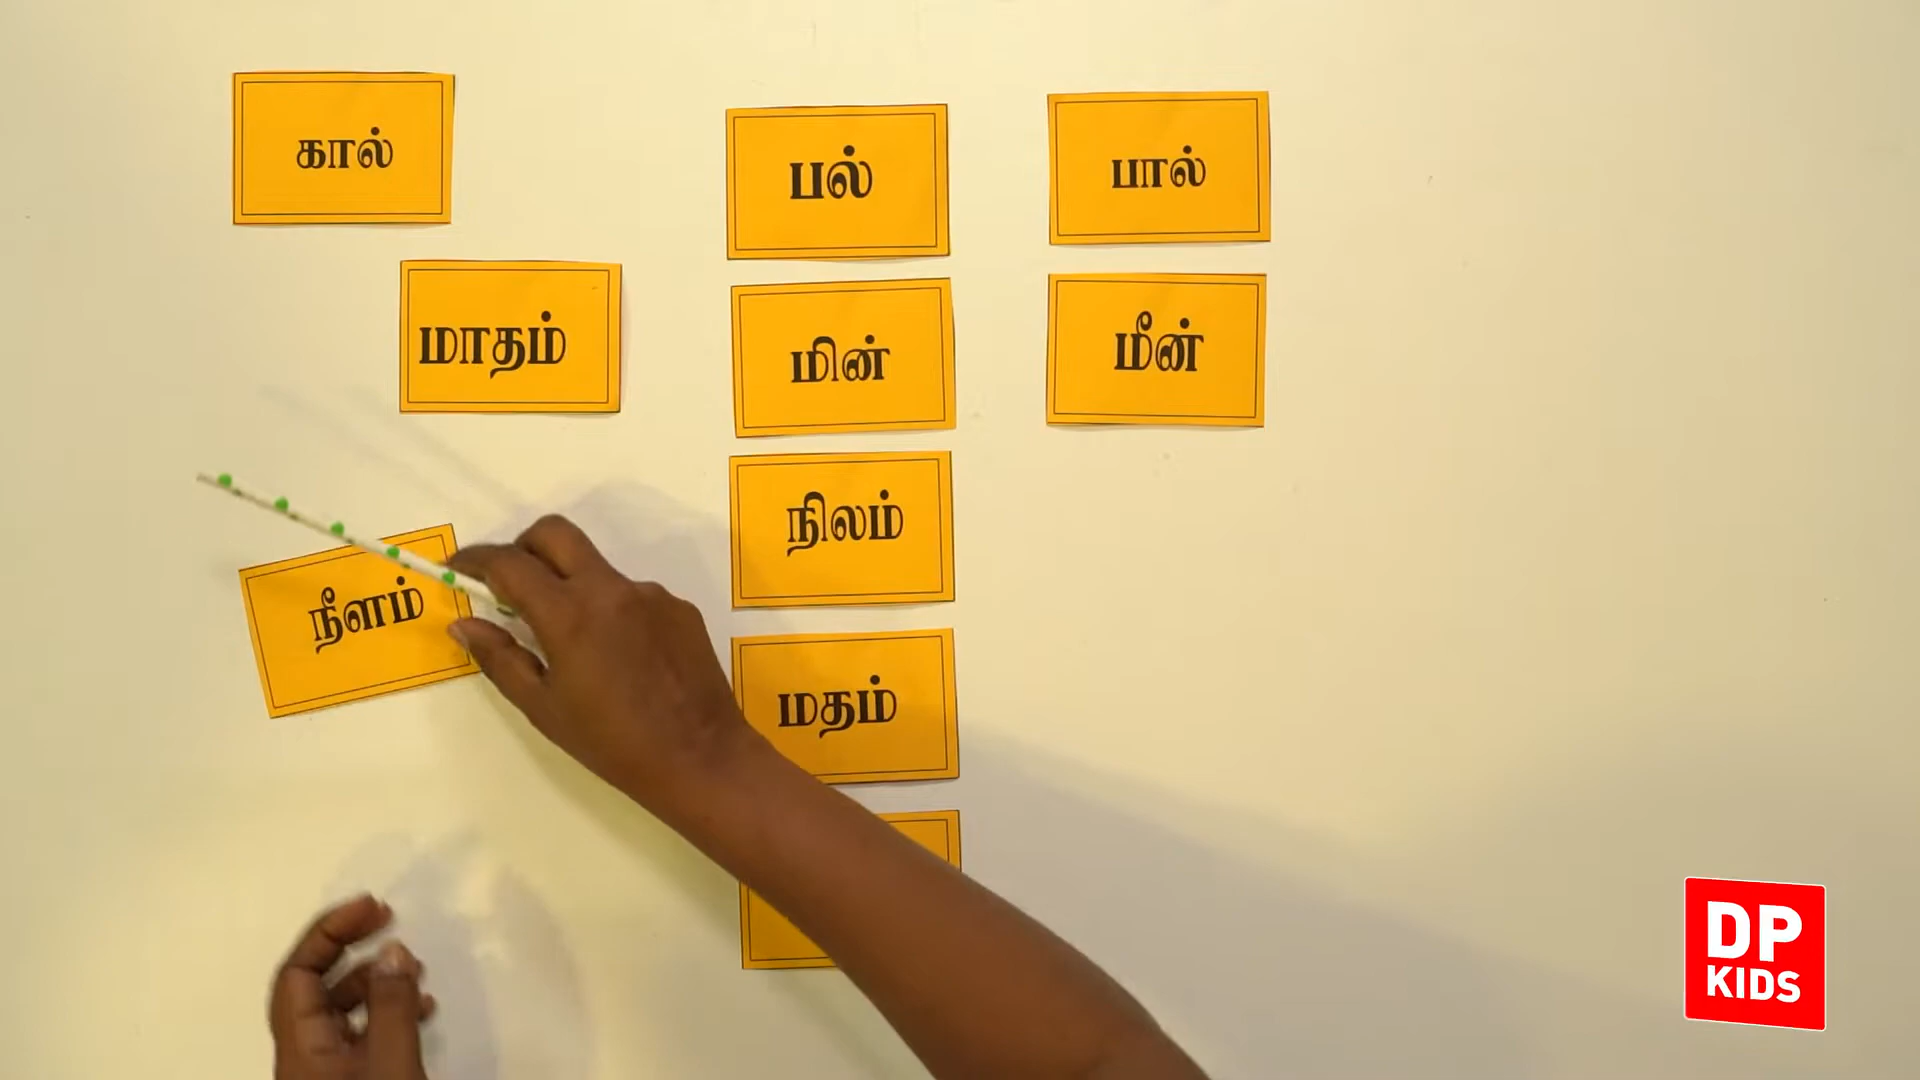 கால்
பல்
பால்
மாதம்
மின்
மீன்
நிலம்
நீளம்
மதம்
DP
KIDS